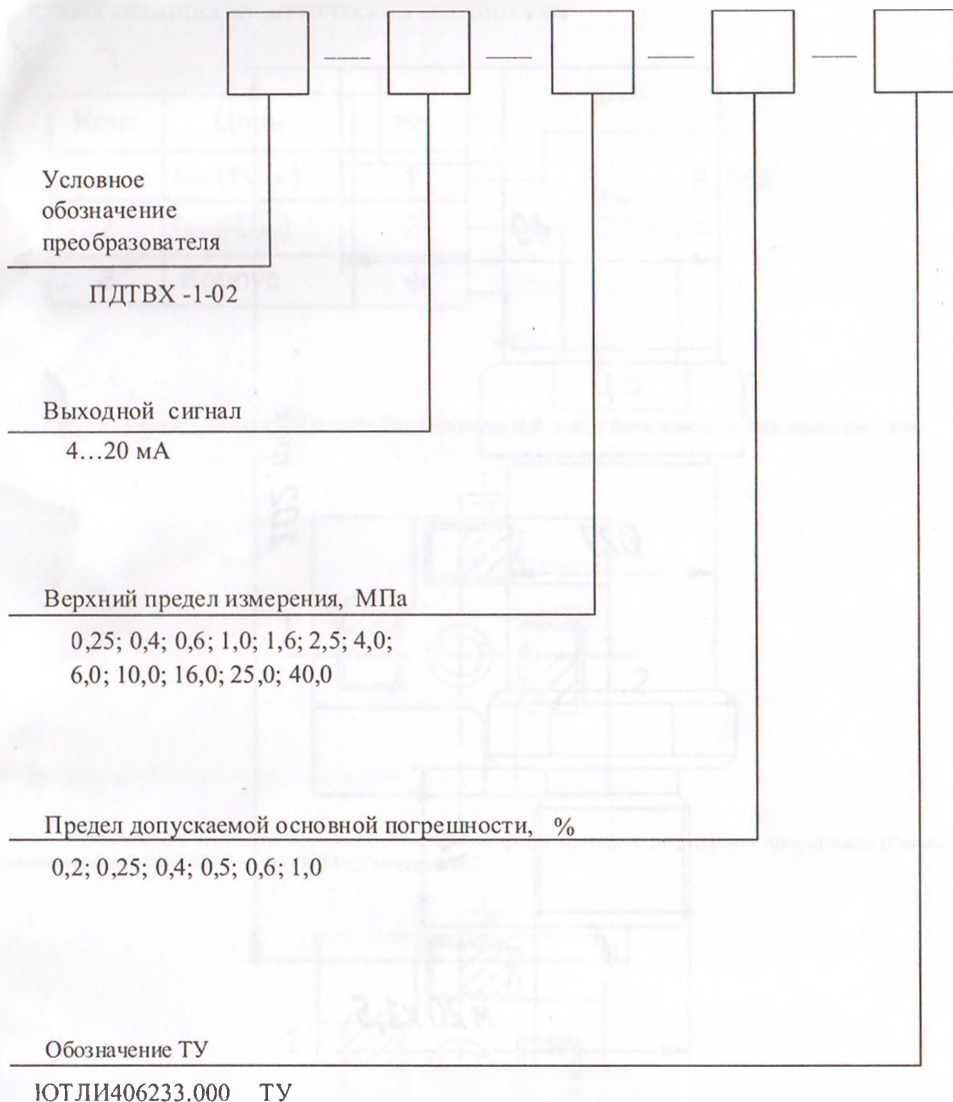 Условное
обозначение
преобразователя
ПДТВХ -1-02
Выходной сигнал
4...20 мА
Верхний предел измерения, МПа
0,25; 0,4; 0,6; 1,0; 1,6; 2,5; 4,0;
6,0; 10,0; 16,0; 25,0; 40,0
Предел допускаемой основной погрешности, %
0,2; 0,25; 0,4; 0,5; 0,6; 1,0
Обозначение ТУ
ЮТЛИ406233.000 ТУ